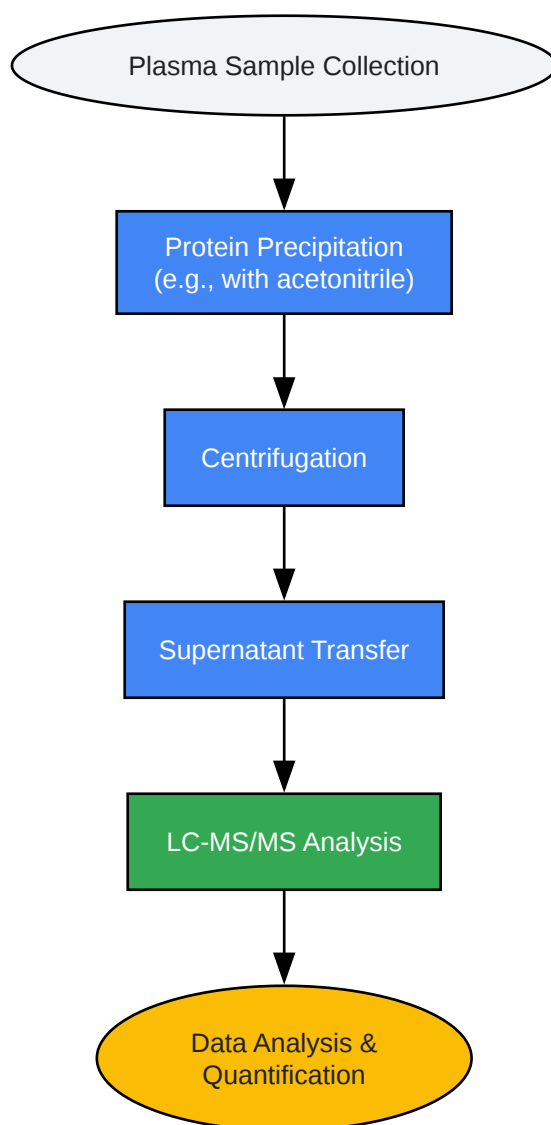 Plasma Sample Collection
Protein Precipitation
(e.g., with acetonitrile)
Centrifugation
Supernatant Transfer
LC-MS/MS Analysis
Data Analysis &
Quantification